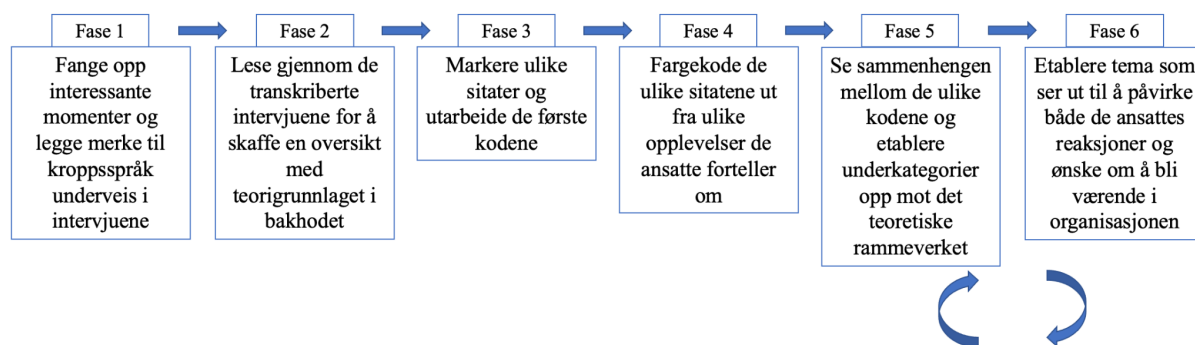 Fase 1
Fange opp
interessante
momenter og
legge merke til
kroppsspråk
underveis i
intervjuene
Fase 2
Lese gjennom de
transkriberte
intervjuene for å
skaffe en oversikt
med
teorigrunnlaget i
bakhodet
Fase 3
Markere ulike
sitater og
utarbeide de første
kodene
Fase 4
Fargekode de
ulike sitatene ut
fra ulike
opplevelser de
ansatte forteller
om
Fase 5
Se sammenhengen
mellom de ulike
kodene og
etablere
underkategorier
opp mot det
teoretiske
rammeverket
Fase 6
Etablere tema som
ser ut til å påvirke
både de ansattes
reaksjoner og
ønske om å bli
værende i
organisasjonen